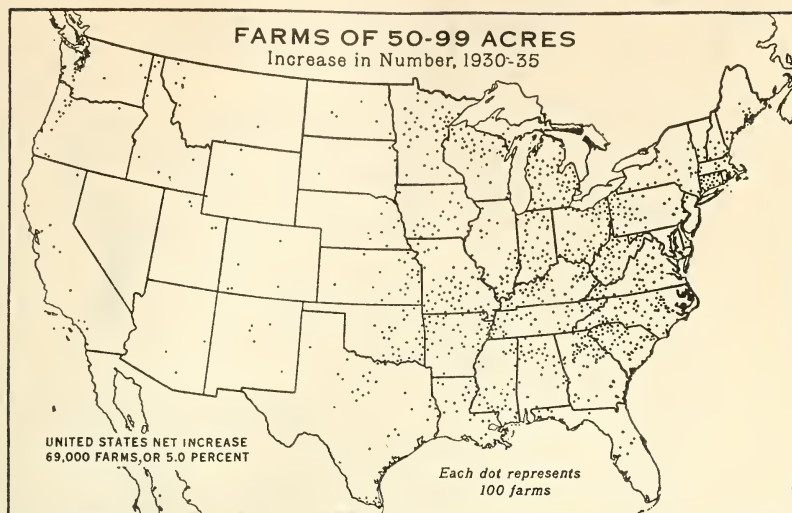 FARMS OF 50-99 ACRES
Increase in Number, 1930-35
UNITED STATES NET INCREASE
69,000 FARMS, OR 5.0 PERCENT
Each dot represents
100 farms